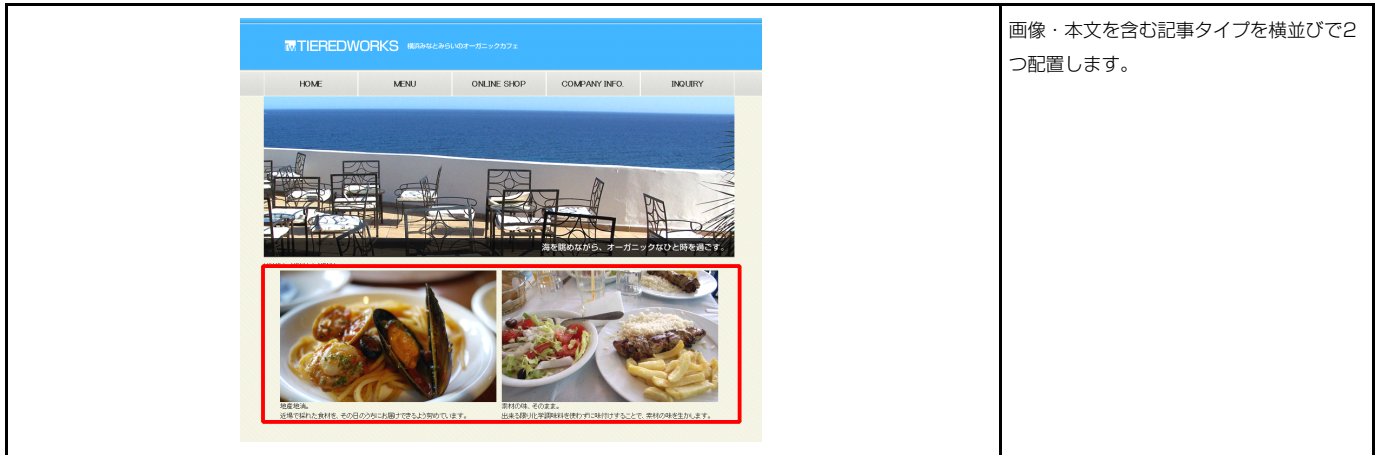 TIEREDWORKS 横浜みなとみらいのオーガニックカフェ
HOME MENU ONLINE SHOP COMPANY INFO. INQUIRY
海を眺めながら、オーガニックなひと時を過ごす。
地産地消。
近場で採れた食材を、その日のうちにお届けできるよう努めています。
素材の味、そのまま。
出来る限り化学調味料を使わずに味付けすることで、素材の味を生かします。
画像・本文を含む記事タイプを横並びで2
つ配置します。